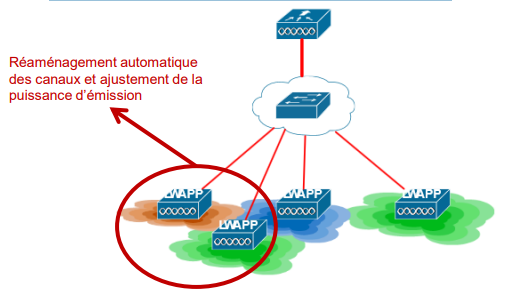 Réaménagement automatique
des canaux et ajustement de la
puissance d'émission
LWAPP
LWAPP
LWAPP
LWAPP